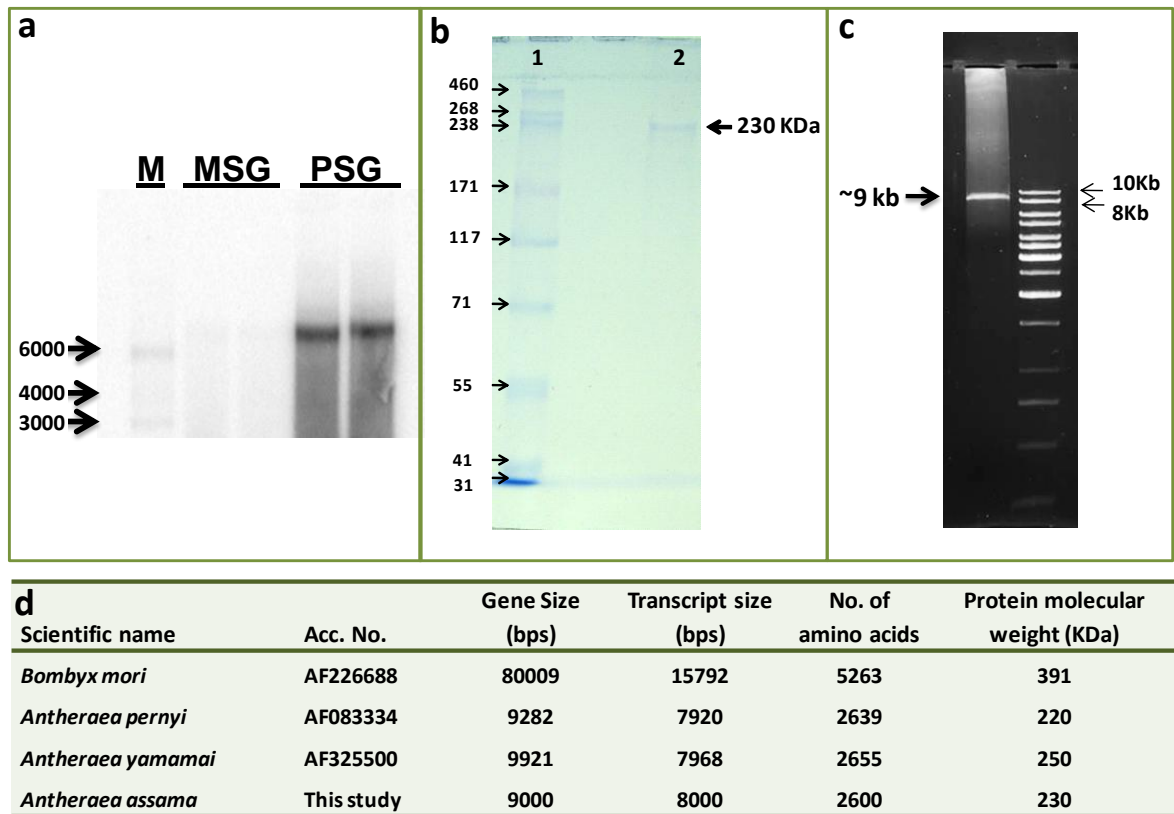 a
M MSG PSG
6000
4000
3000
b
1 2
460
268
238
171
117
71
55
41
31
230 KDa
c
~9 kb
10Kb
8Kb
d
Scientific name Acc. No. Gene Size (bps) Transcript size (bps) No. of amino acids Protein molecular weight (KDa)
Bombyx mori AF226688 80009 15792 5263 391
Antheraea pernyi AF083334 9282 7920 2639 220
Antheraea yamamai AF325500 9921 7968 2655 250
Antheraea assama This study 9000 8000 2600 230